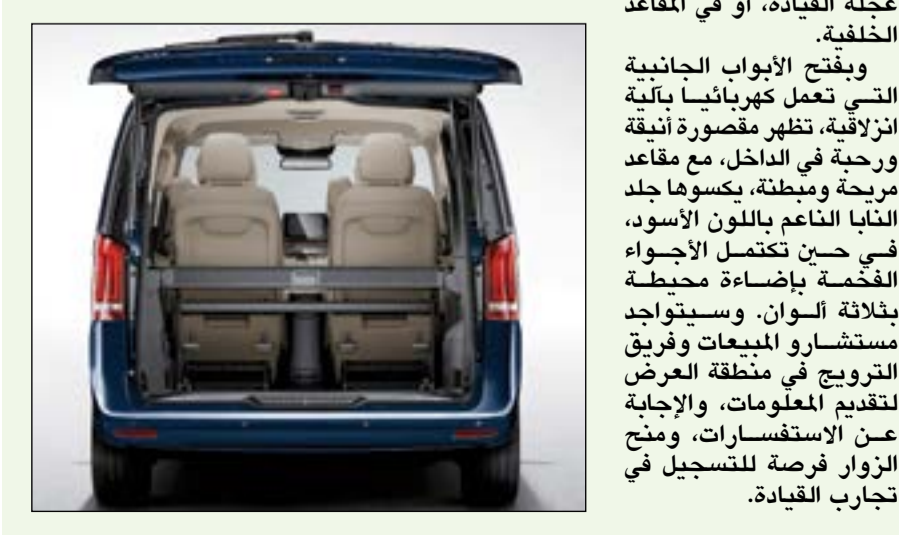 عجلة القيادة، أو في المقاعد
الخلفية.
وبفتح الأبواب الجانبية
التي تعمل كهربائيا بآلية
انزلاقية، تظهر مقصورة أنيقة
ورحبة في الداخل، مع مقاعد
مريحة ومبطنة، يكسوها جلد
النابا الناعم باللون الأسود،
في حين تكتمل الأجواء
الفخمة بإضاءة محيطة
بثلاثة ألوان. وسيتواجد
مستشارو المبيعات وفريق
الترويج في منطقة العرض
لتقديم المعلومات، والإجابة
عن الاستفسارات، ومنح
الزوار فرصة للتسجيل في
تجارب القيادة.